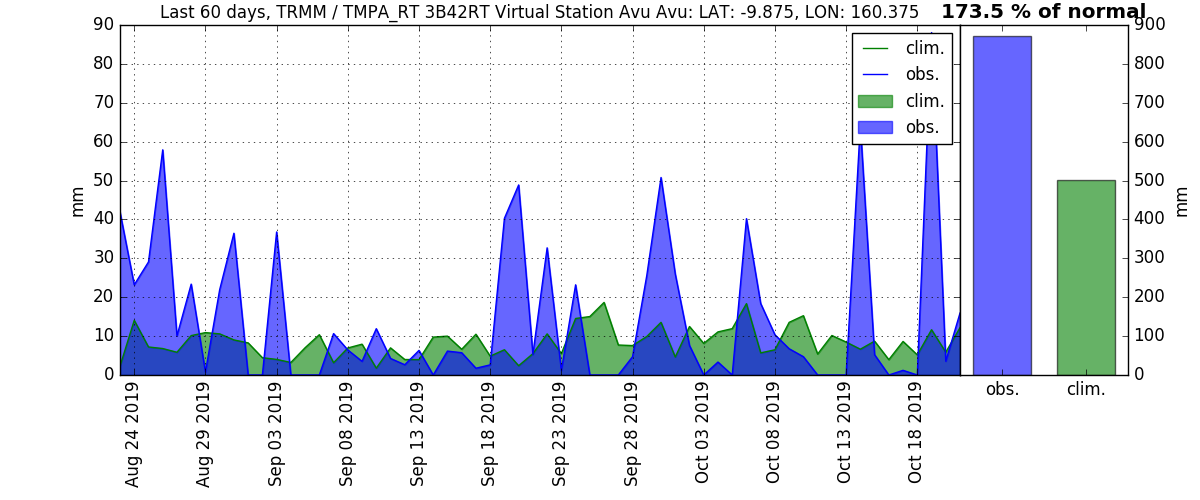 Last 60 days, TRMM / TMPA_RT 3B42RT Virtual Station Avu Avu: LAT: -9.875, LON: 160.375
173.5 % of normal
90
80
70
60
50
40
30
20
10
0
mm
clim.
obs.
clim.
obs.
Aug 24 2019
Aug 29 2019
Sep 03 2019
Sep 08 2019
Sep 13 2019
Sep 18 2019
Sep 23 2019
Sep 28 2019
Oct 03 2019
Oct 08 2019
Oct 13 2019
Oct 18 2019
900
800
700
600
500
400
300
200
100
0
mm
obs.
clim.